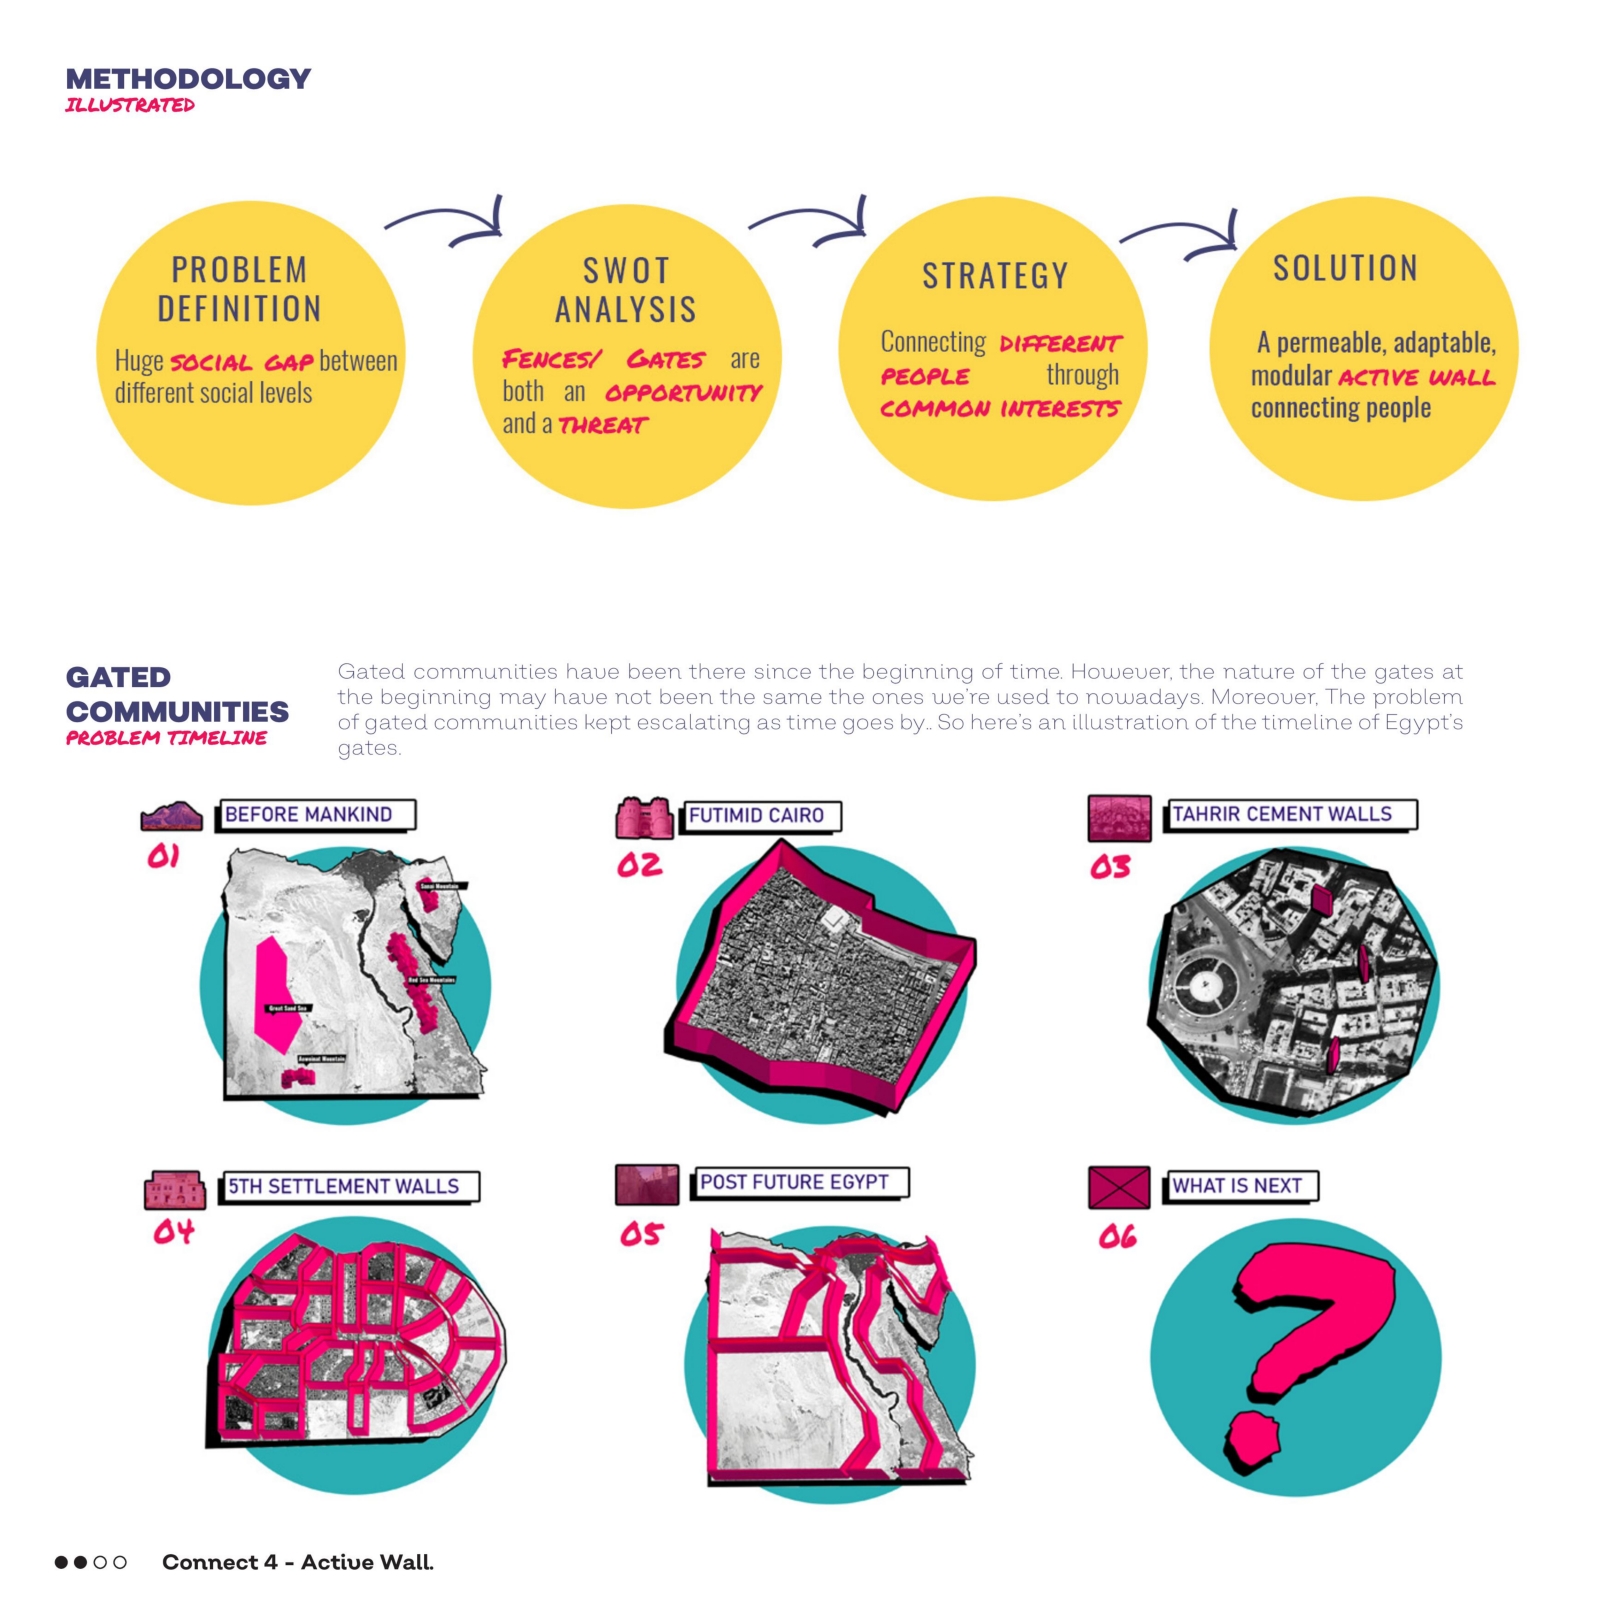 METHODOLOGY
ILLUSTRATED
PROBLEM
DEFINITION
Huge SOCIAL GAP between
different social levels
SWOT
ANALYSIS
FENCES/ GATES are
both an OPPORTUNITY
and a THREAT
STRATEGY
Connecting DIFFERENT
PEOPLE through
COMMON INTERESTS
SOLUTION
A permeable, adaptable,
modular ACTIVE WALL
connecting people
GATED
COMMUNITIES
PROBLEM TIMELINE
Gated communities have been there since the beginning of time. However, the nature of the gates at
the beginning may have not been the same the ones we're used to nowadays. Moreover, The problem
of gated communities kept escalating as time goes by.. So here's an illustration of the timeline of Egypt's
gates.
BEFORE MANKIND
01
Sanai Mountain
Red Sea Mountains
Great Sand Sea
Aoweinat Mountain
FUTIMID CAIRO
02
TAHRIR CEMENT WALLS
03
5TH SETTLEMENT WALLS
04
POST FUTURE EGYPT
05
WHAT IS NEXT
06
?
Connect 4 - Active Wall.